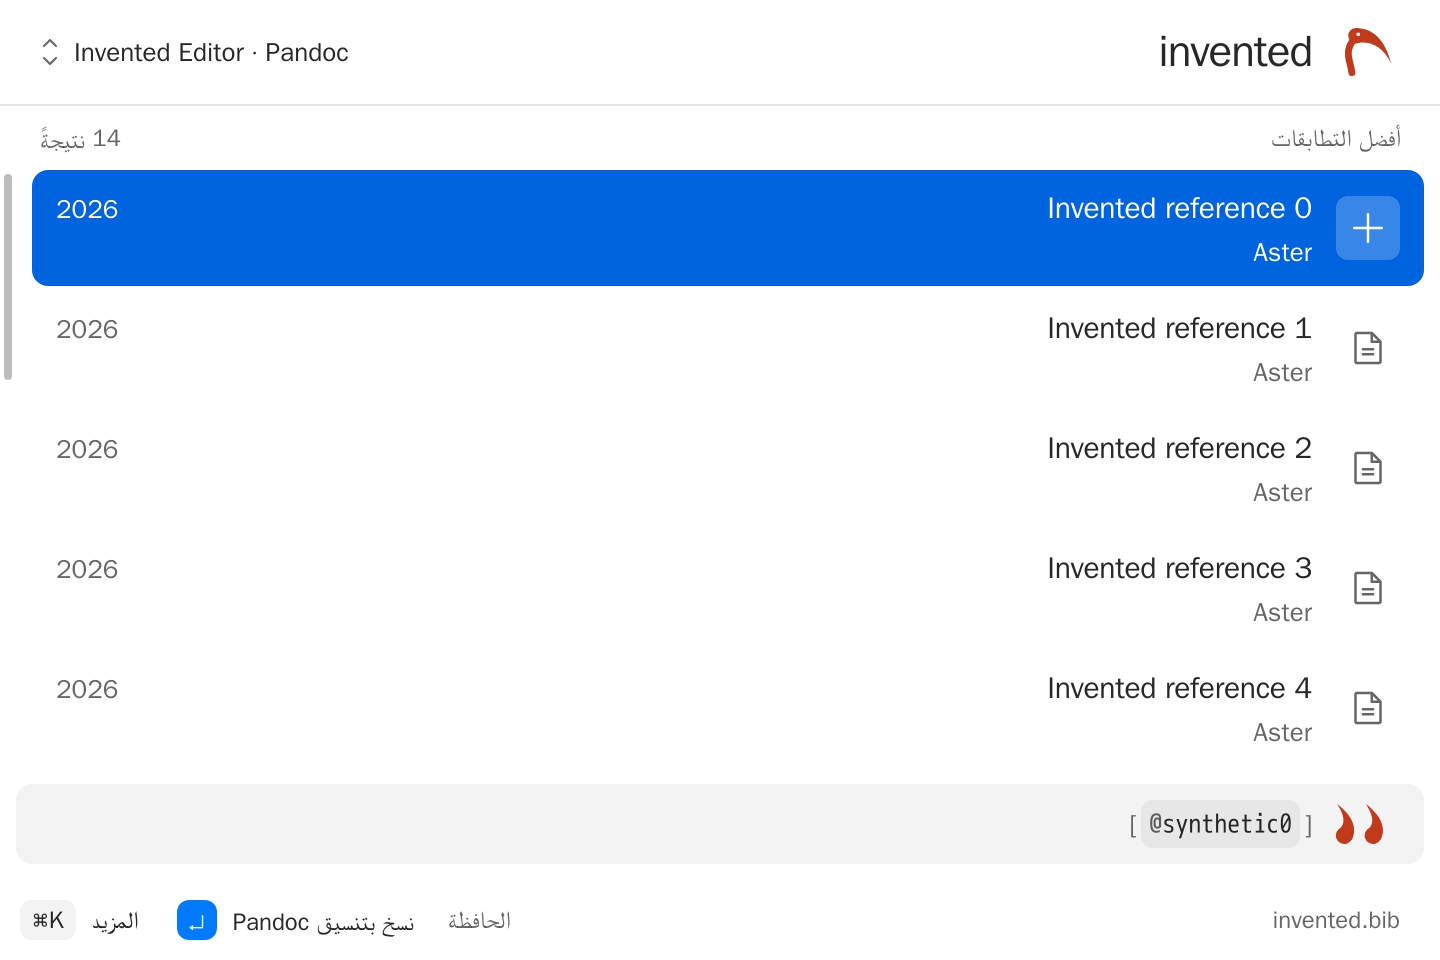 invented
Invented Editor · Pandoc
أفضل التطابقات
14 نتيجةً
Invented reference 0
2026
Aster
Invented reference 1
2026
Aster
Invented reference 2
2026
Aster
Invented reference 3
2026
Aster
Invented reference 4
2026
Aster
[@synthetic0]
invented.bib
الحافظة
نسخ بتنسيق Pandoc
المزيد
⌘K